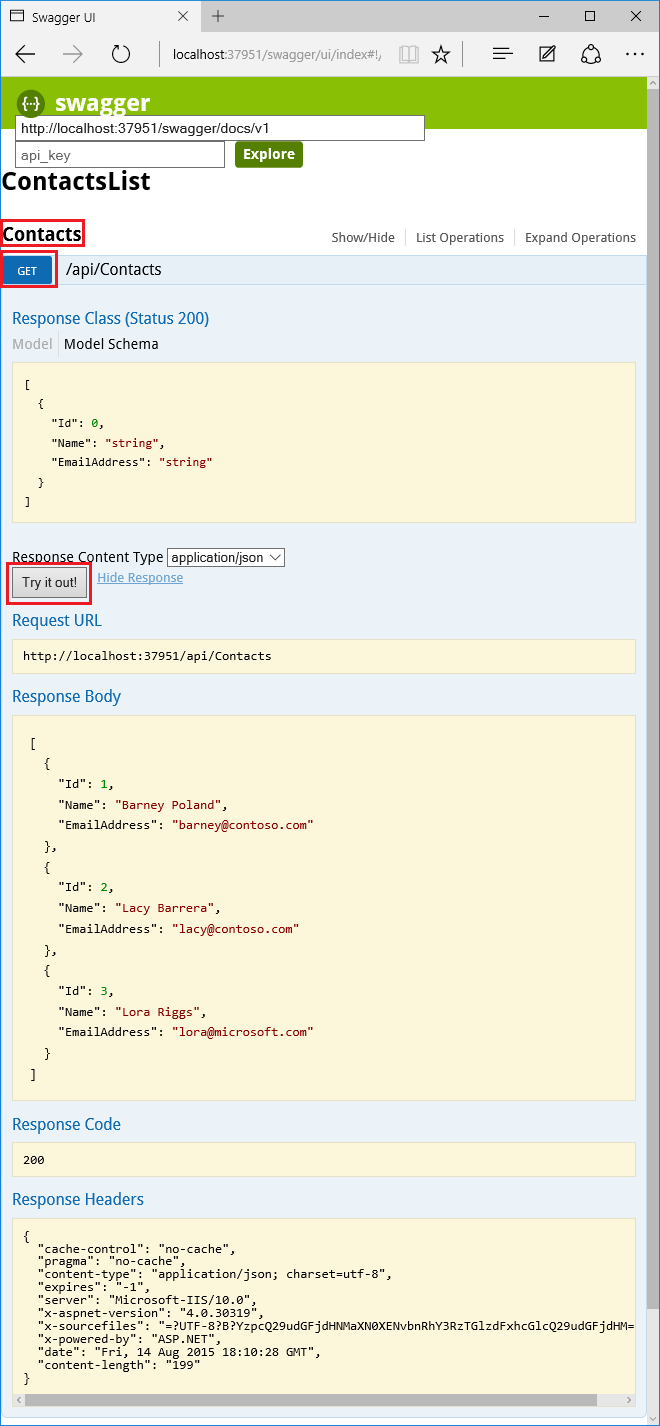 Swagger UI
localhost:37951/swagger/ui/index#!/
swagger
http://localhost:37951/swagger/docs/v1
api_key
Explore
ContactsList
Contacts
Show/Hide
List Operations
Expand Operations
GET
/api/Contacts
Response Class (Status 200)
Model
Model Schema
[
{
"Id": 0,
"Name": "string",
"EmailAddress": "string"
}
]
Response Content Type application/json
Try it out!
Hide Response
Request URL
http://localhost:37951/api/Contacts
Response Body
[
{
"Id": 1,
"Name": "Barney Poland",
"EmailAddress": "barney@contoso.com"
},
{
"Id": 2,
"Name": "Lacy Barrera",
"EmailAddress": "lacy@contoso.com"
},
{
"Id": 3,
"Name": "Lora Riggs",
"EmailAddress": "lora@microsoft.com"
}
]
Response Code
200
Response Headers
{
"cache-control": "no-cache",
"pragma": "no-cache",
"content-type": "application/json; charset=utf-8",
"expires": "-1",
"server": "Microsoft-IIS/10.0",
"x-aspnet-version": "4.0.30319",
"x-sourcefiles": "=?UTF-8?B?YzpcQ29udGFjdHNMaXN0XENvbnRhY3RzTGlzdFxhcGlcQ29udGFjdHM=
"x-powered-by": "ASP.NET",
"date": "Fri, 14 Aug 2015 18:10:28 GMT",
"content-length": "199"
}